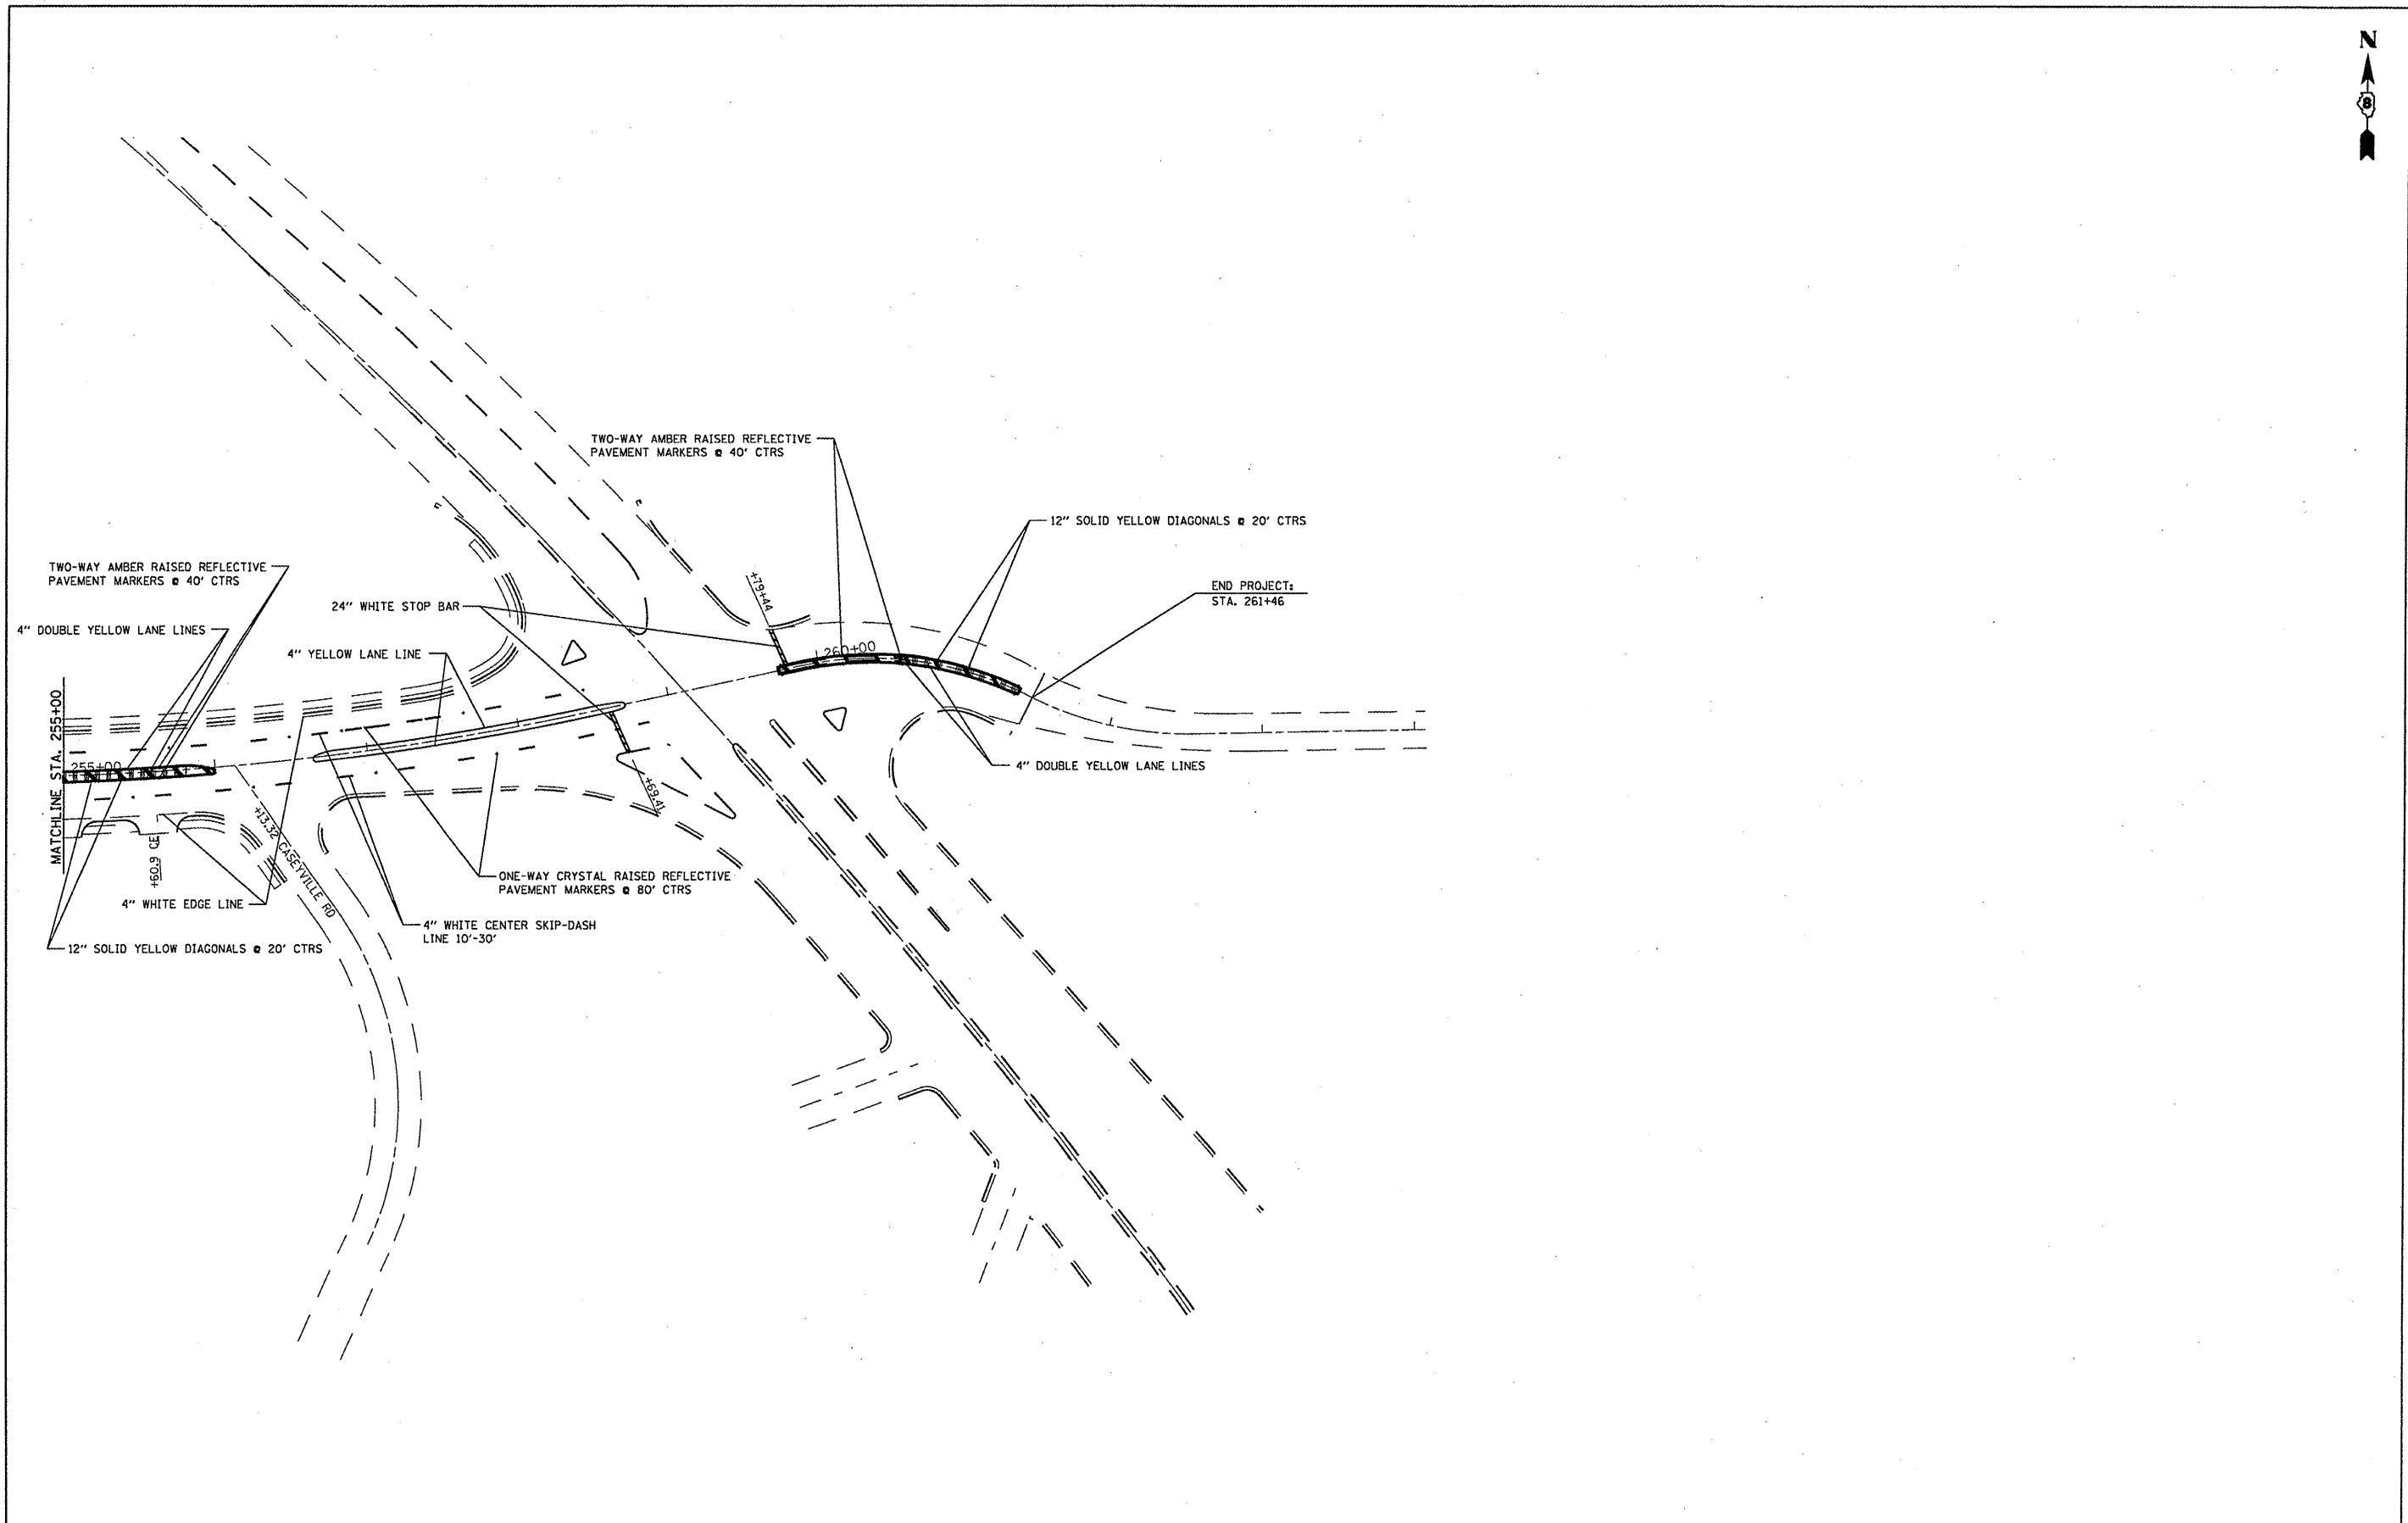 N
8
TWO-WAY AMBER RAISED REFLECTIVE
PAVEMENT MARKERS @ 40' CTRS
12" SOLID YELLOW DIAGONALS @ 20' CTRS
TWO-WAY AMBER RAISED REFLECTIVE
PAVEMENT MARKERS @ 40' CTRS
+79+44
END PROJECT:
STA. 261+46
24" WHITE STOP BAR
4" DOUBLE YELLOW LANE LINES
4" YELLOW LANE LINE
260+00
MATCHLINE STA. 255+00
255+00
4" DOUBLE YELLOW LANE LINES
+69.41
+13.32 CASEYVILLE RD
+60.9 CE
ONE-WAY CRYSTAL RAISED REFLECTIVE
PAVEMENT MARKERS @ 80' CTRS
4" WHITE EDGE LINE
4" WHITE CENTER SKIP-DASH
LINE 10'-30'
12" SOLID YELLOW DIAGONALS @ 20' CTRS